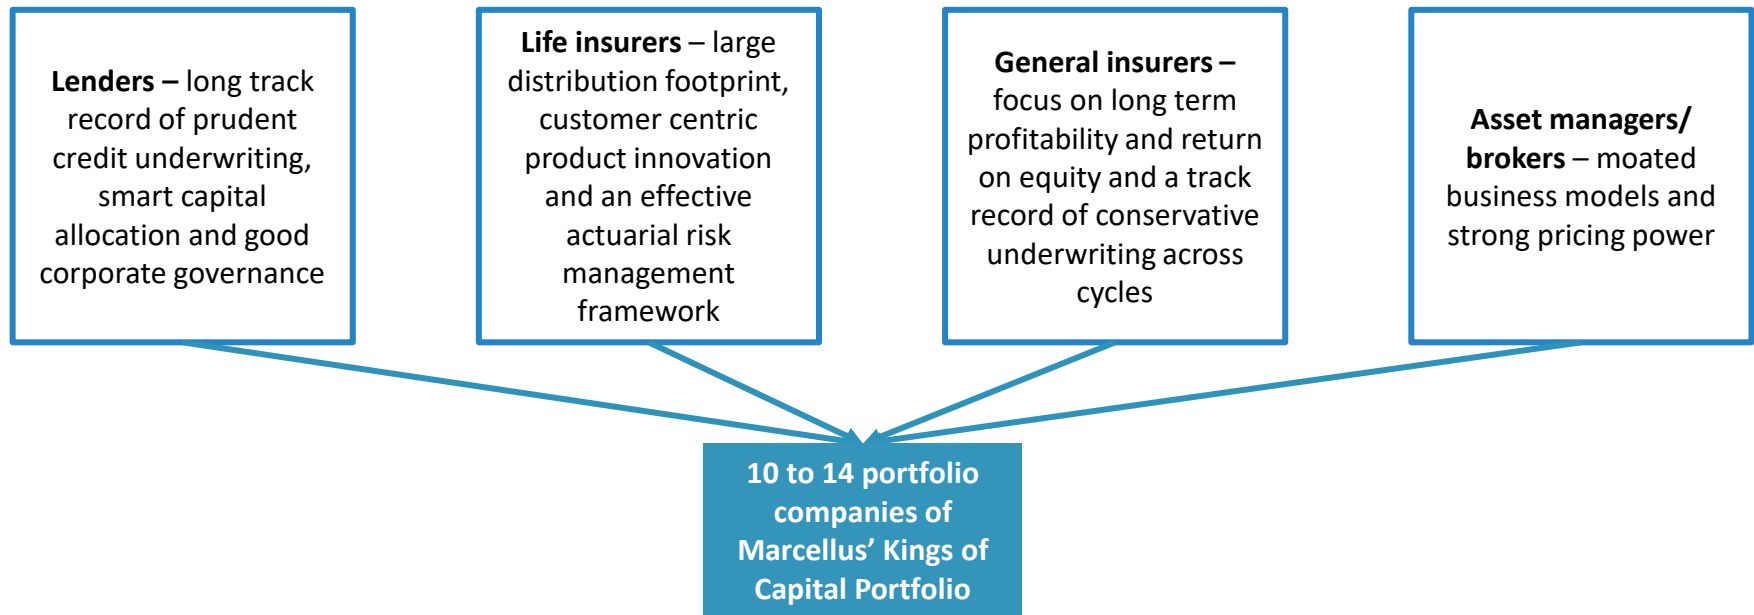 Lenders – long track
record of prudent
credit underwriting,
smart capital
allocation and good
corporate governance
Life insurers – large
distribution footprint,
customer centric
product innovation
and an effective
actuarial risk
management
framework
General insurers –
focus on long term
profitability and return
on equity and a track
record of conservative
underwriting across
cycles
Asset managers/
brokers – moated
business models and
strong pricing power
10 to 14 portfolio
companies of
Marcellus’ Kings of
Capital Portfolio